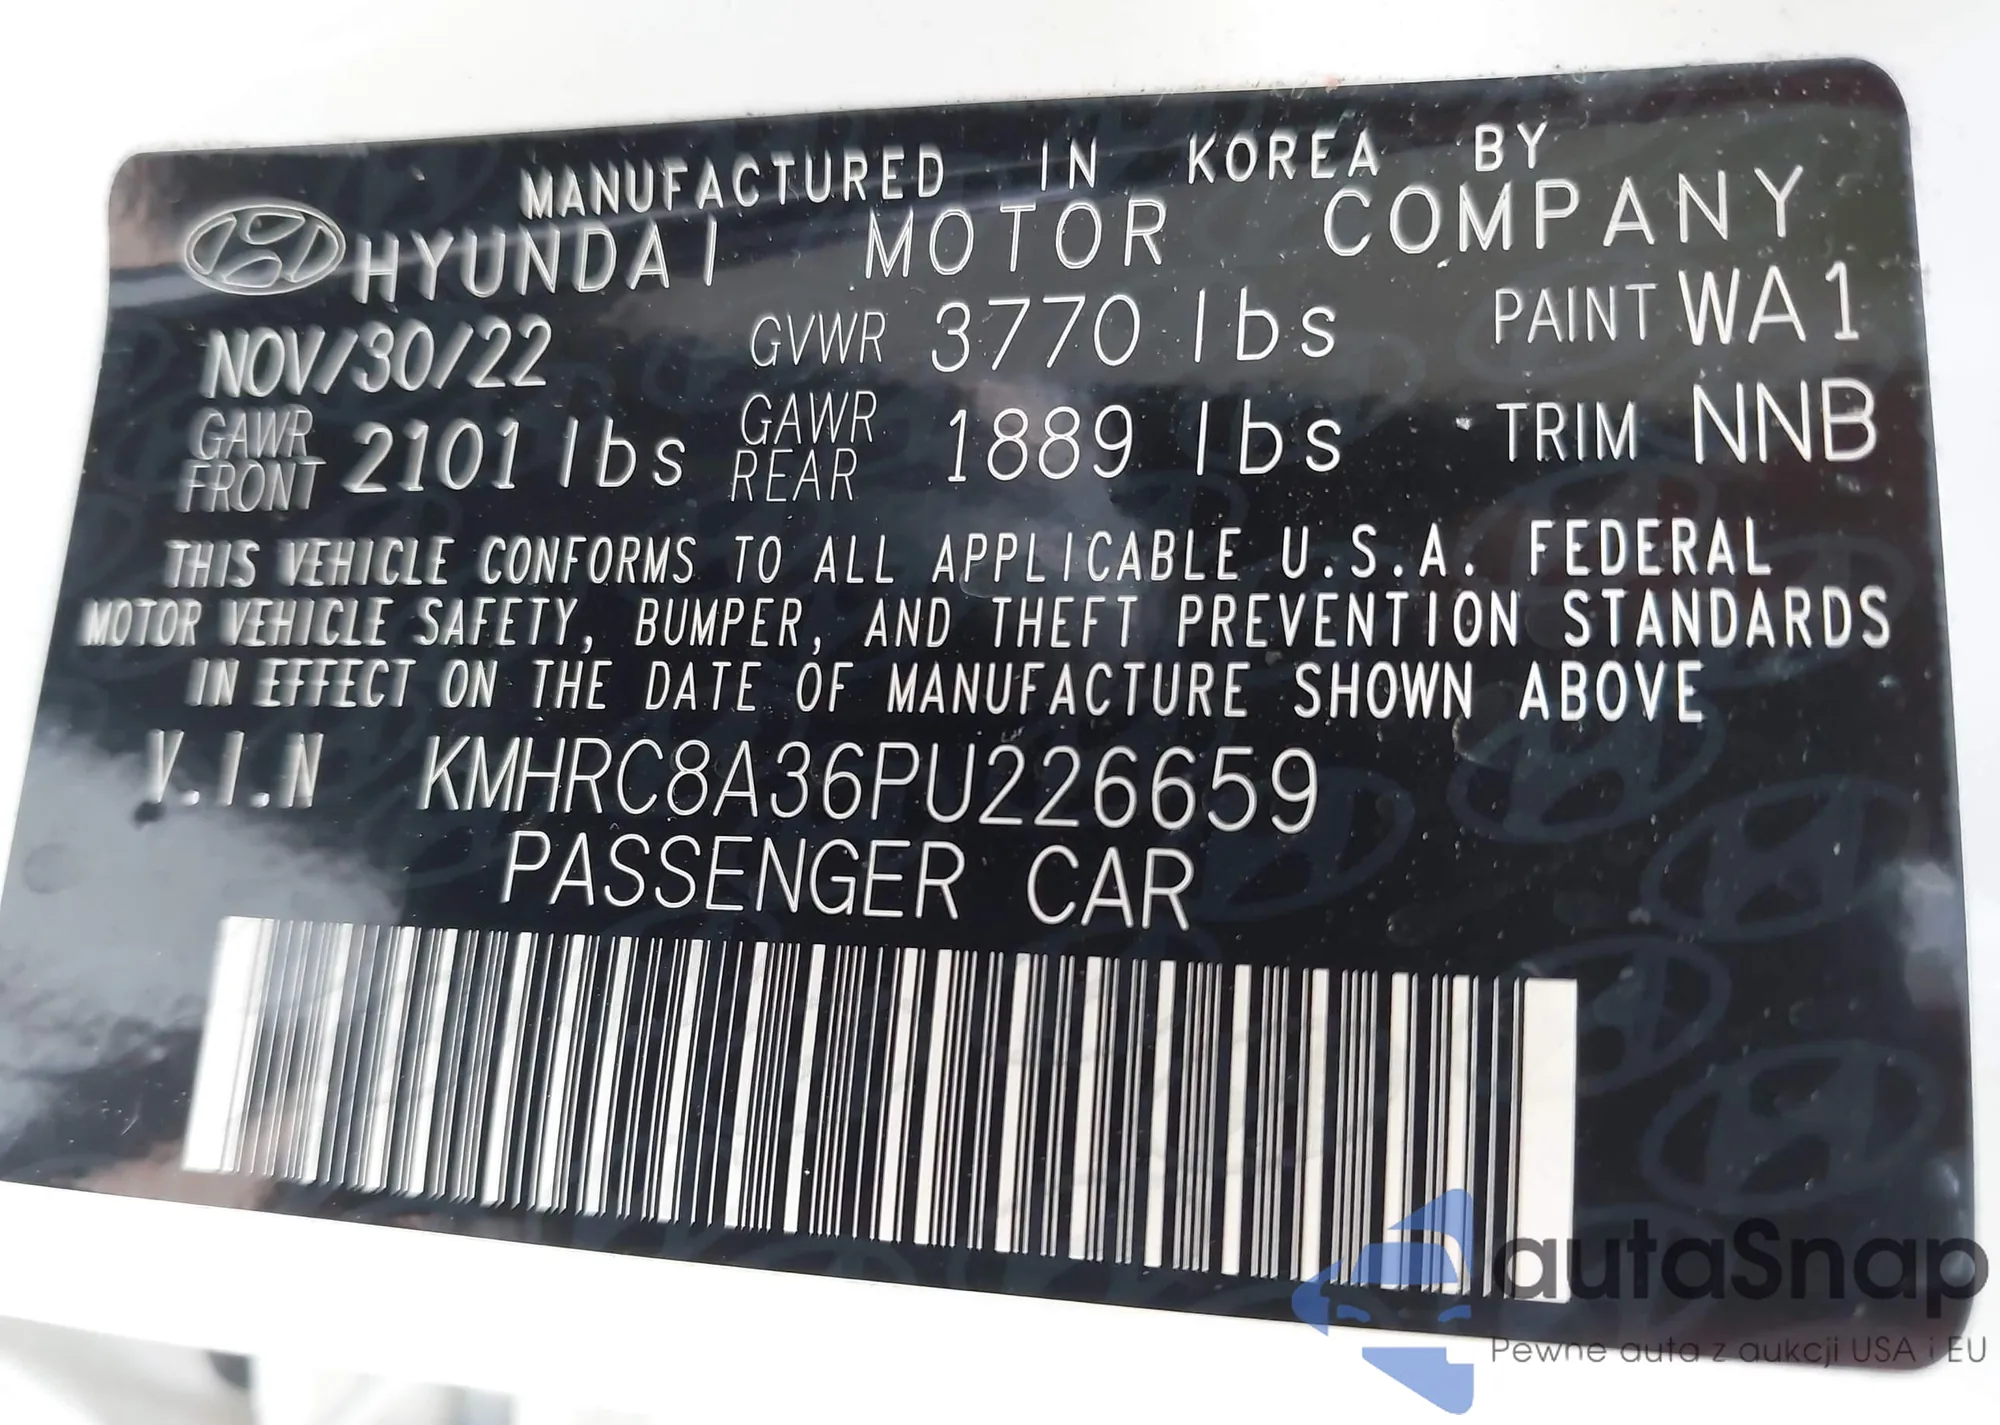 MANUFACTURED IN KOREA BY
HYUNDAI MOTOR COMPANY
NOV/30/22 GVWR 3770 lbs PAINT WA1
GAWR FRONT 2101 lbs GAWR REAR 1889 lbs TRIM NNB
THIS VEHICLE CONFORMS TO ALL APPLICABLE U.S.A. FEDERAL
MOTOR VEHICLE SAFETY, BUMPER, AND THEFT PREVENTION STANDARDS
IN EFFECT ON THE DATE OF MANUFACTURE SHOWN ABOVE
V.I.N KMHRC8A36PU226659
PASSENGER CAR
autaSnap
Pewne auta z aukcji USA i EU